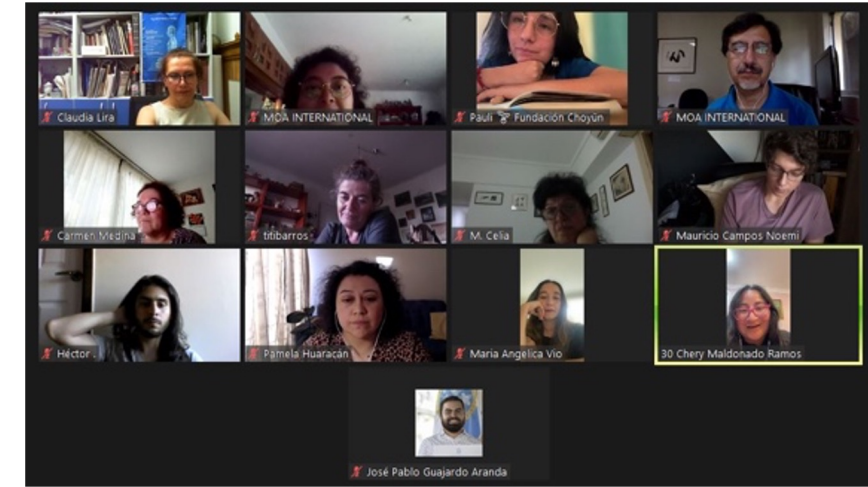 Claudia Lira
MOA INTERNATIONAL
Pauli Fundación Choyün
MOA INTERNATIONAL
Carmen Medina
titibarros
M. Celia
Mauricio Campos Noemi
Héctor .
Pamela Huaracán
Maria Angelica Vio
30 Chery Maldonado Ramos
José Pablo Guajardo Aranda